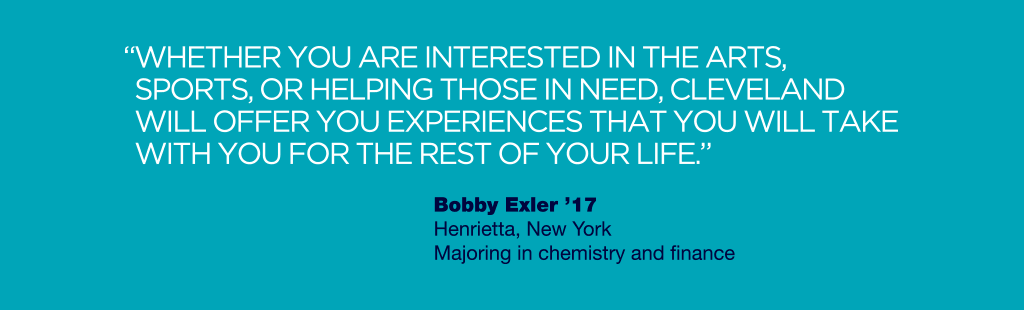 “WHETHER YOU ARE INTERESTED IN THE ARTS,
SPORTS, OR HELPING THOSE IN NEED, CLEVELAND
WILL OFFER YOU EXPERIENCES THAT YOU WILL TAKE
WITH YOU FOR THE REST OF YOUR LIFE.”
Bobby Exler ’17
Henrietta, New York
Majoring in chemistry and finance